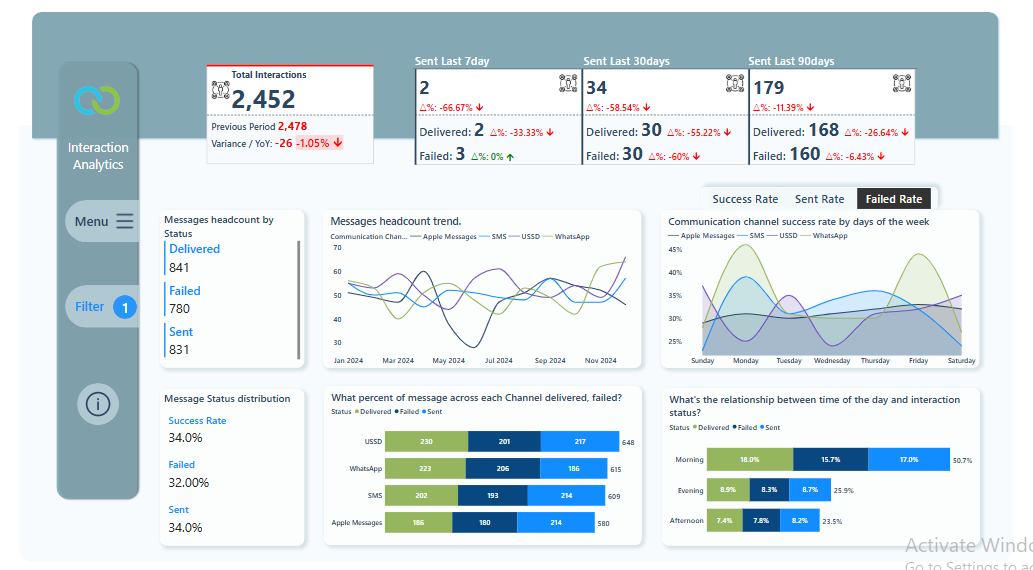 Interaction
Analytics
Menu
Filter 1
Total Interactions
2,452
Previous Period 2,478
Variance / YoY: -26 -1.05% ↓
Sent Last 7day
2
△%: -66.67% ↓
Delivered: 2 △%: -33.33% ↓
Failed: 3 △%: 0% ↑
Sent Last 30days
34
△%: -58.54% ↓
Delivered: 30 △%: -55.22% ↓
Failed: 30 △%: -60% ↓
Sent Last 90days
179
△%: -11.39% ↓
Delivered: 168 △%: -26.64% ↓
Failed: 160 △%: -6.43% ↓
Success Rate Sent Rate Failed Rate
Messages headcount by
Status
Delivered
841
Failed
780
Sent
831
Messages headcount trend.
Communication Chan... Apple Messages SMS USSD WhatsApp
70
60
50
40
30
Jan 2024 Mar 2024 May 2024 Jul 2024 Sep 2024 Nov 2024
Communication channel success rate by days of the week
Apple Messages SMS USSD WhatsApp
45%
40%
35%
30%
25%
Sunday Monday Tuesday Wednesday Thursday Friday Saturday
Message Status distribution
Success Rate
34.0%
Failed
32.00%
Sent
34.0%
What percent of message across each Channel delivered, failed?
Status Delivered Failed Sent
USSD 230 201 217 648
WhatsApp 223 206 186 615
SMS 202 193 214 609
Apple Messages 186 180 214 580
What's the relationship between time of the day and interaction
status?
Status Delivered Failed Sent
Morning 18.0% 15.7% 17.0% 50.7%
Evening 8.9% 8.3% 8.7% 25.9%
Afternoon 7.4% 7.8% 8.2% 23.5%
Activate Windo
Go to Settings to ac